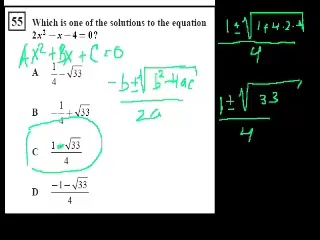 55 Which is one of the solutions to the equation
2x² – x – 4 = 0?
Ax² + Bx + C = 0
A 1/4 – √33
-b ± √b² - 4ac
2a
B -1/4 + √33
C 1 - √33
4
D -1 – √33
4
1 ± √1 + 4·2·4
4
1 ± √33
4